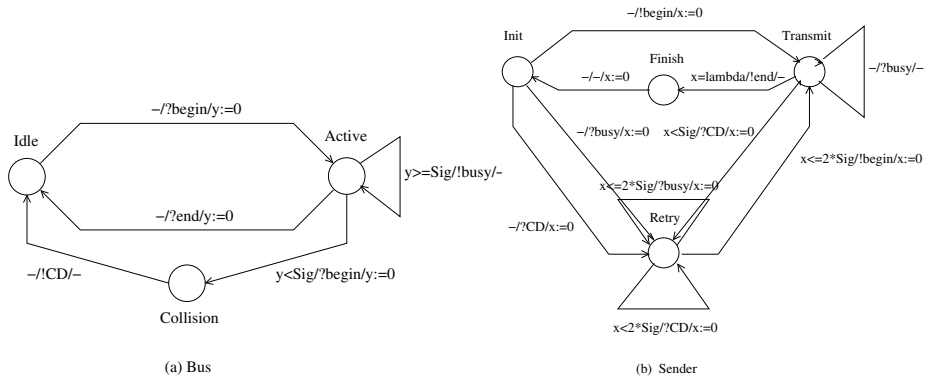 −/!begin/x:=0
Init
Transmit
Finish
−/−/x:=0
x=lambda/!end/−
−/?busy/−
−/?begin/y:=0
Idle
Active
−/?busy/x:=0
x<Sig/?CD/x:=0
x<=2*Sig/!begin/x:=0
y>=Sig/!busy/−
x<=2*Sig/?busy/x:=0
−/?end/y:=0
Retry
−/?CD/x:=0
−/!CD/−
y<Sig/?begin/y:=0
Collision
x<2*Sig/?CD/x:=0
(a) Bus
(b) Sender